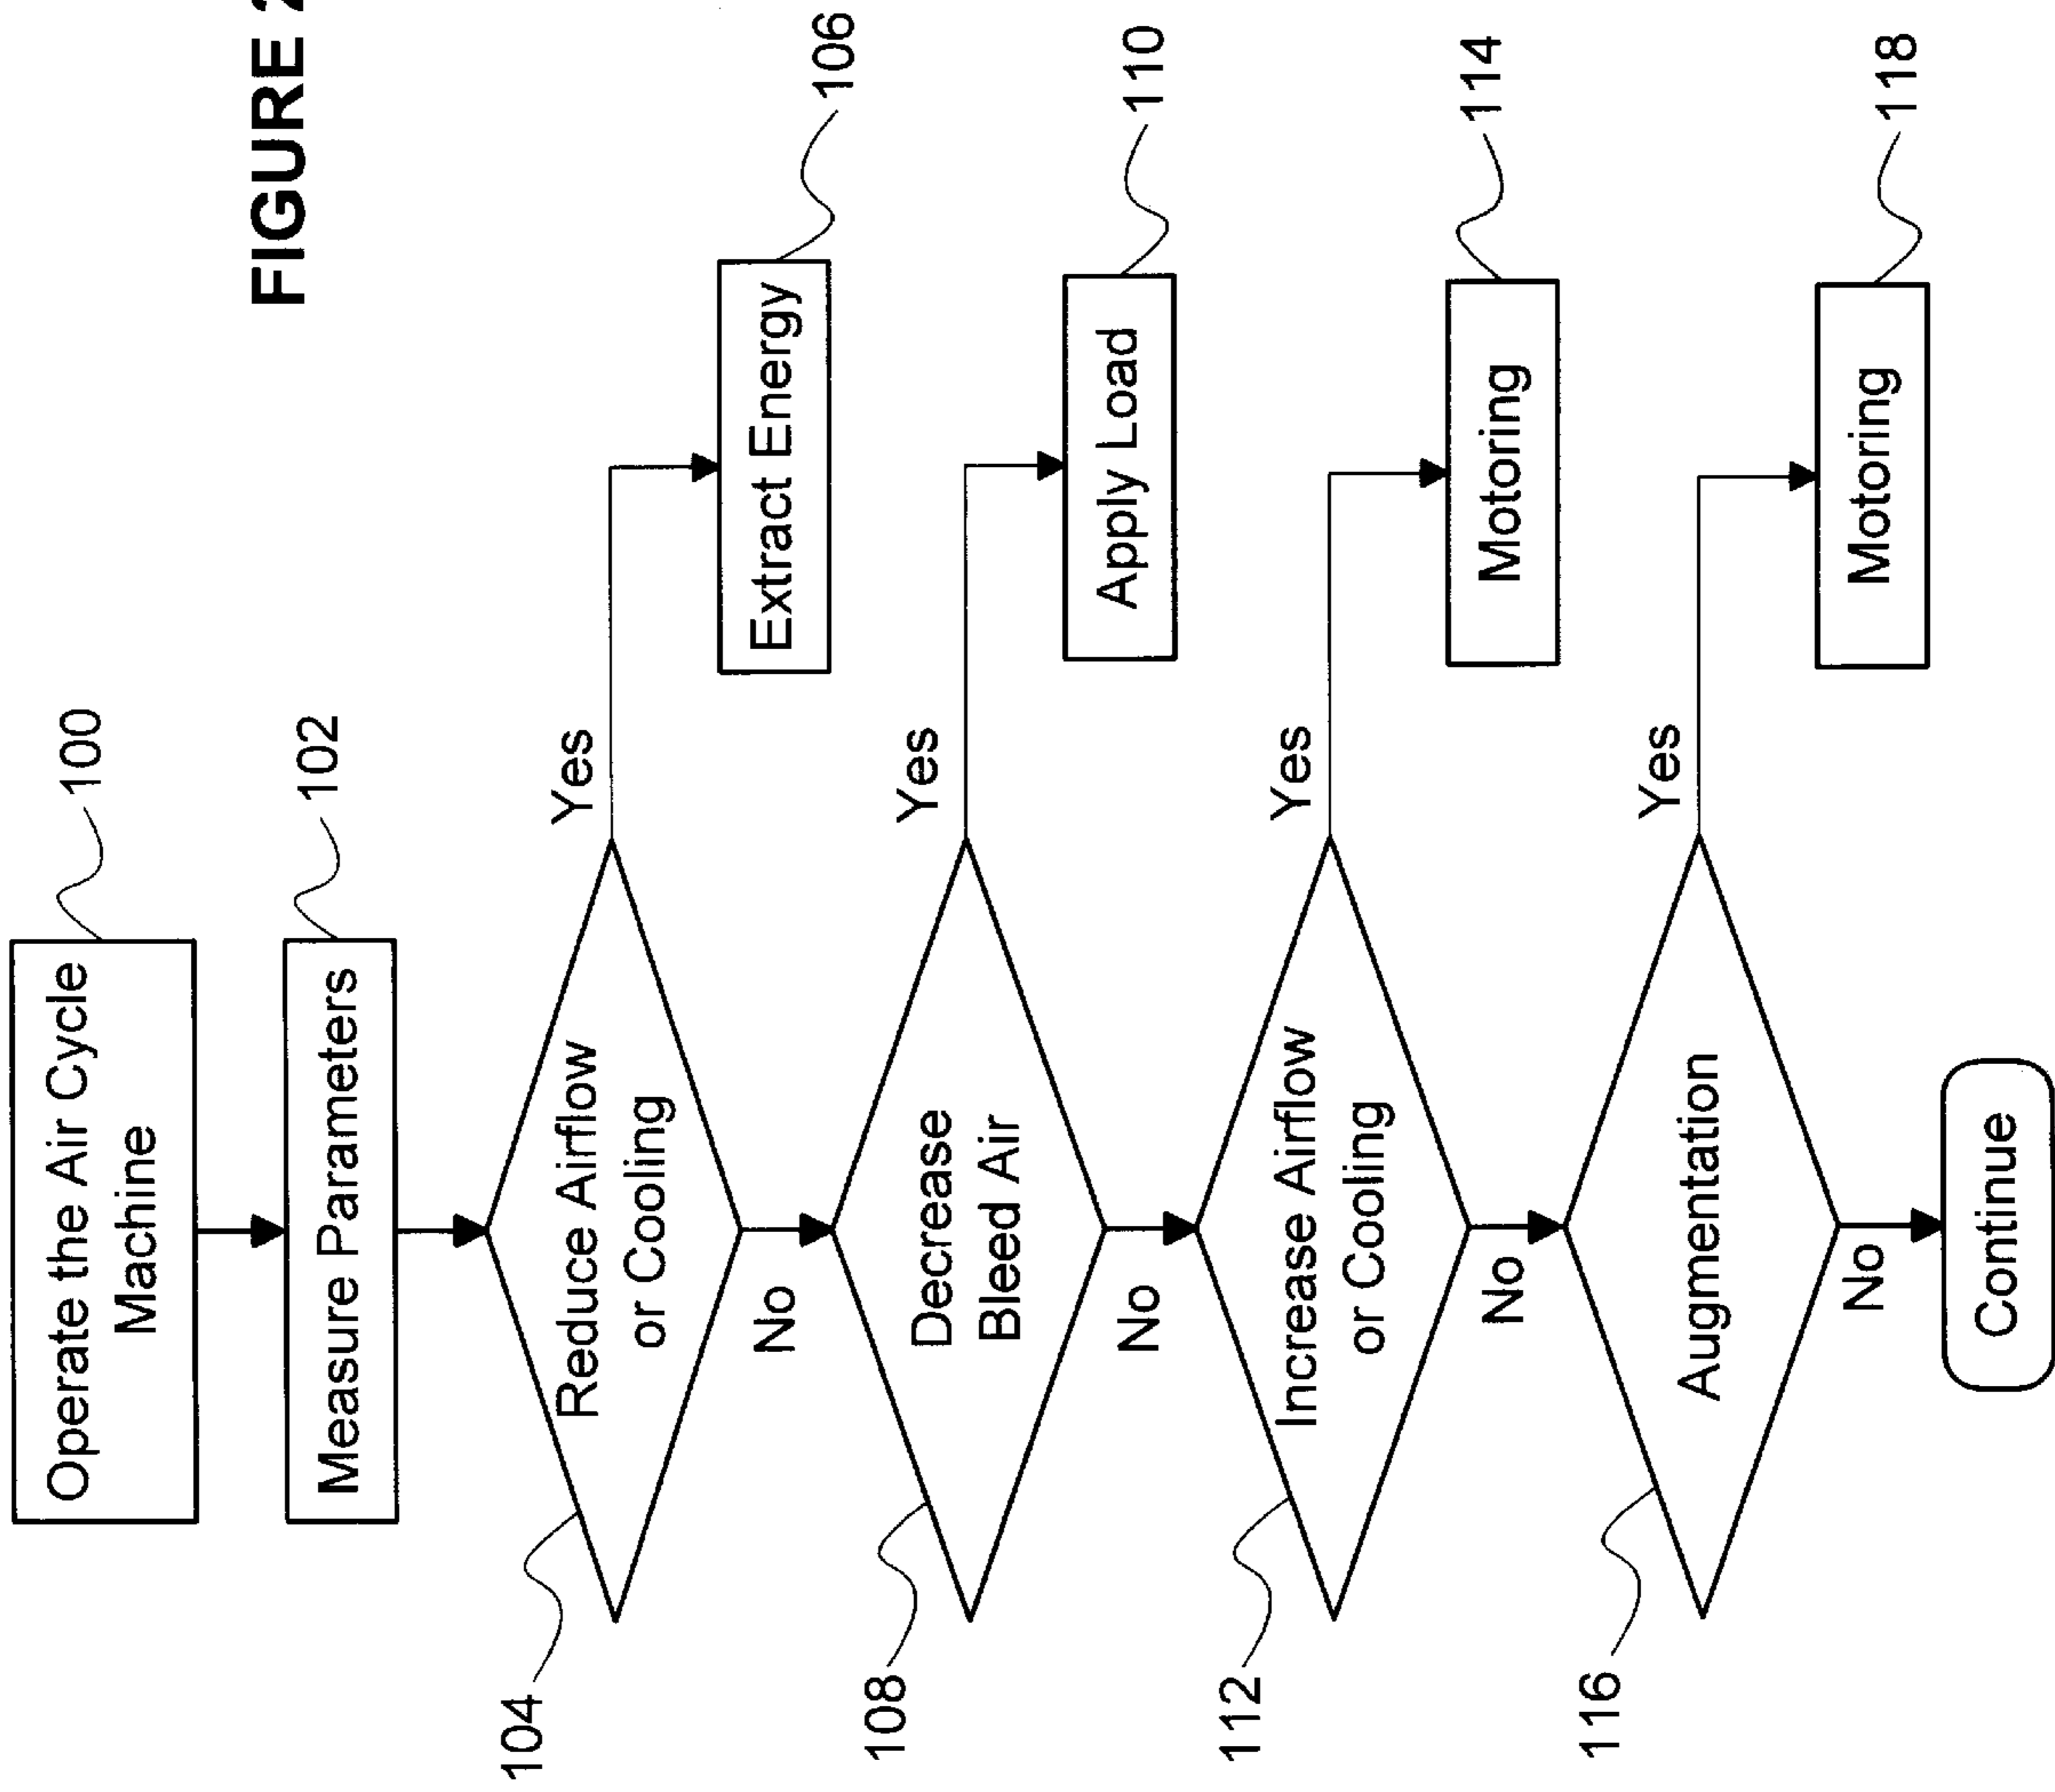 FIGURE 2
Operate the Air Cycle
Machine
100
Measure Parameters
102
104
Reduce Airflow
or Cooling
Yes
Extract Energy
106
No
108
Decrease
Bleed Air
Yes
Apply Load
110
No
112
Increase Airflow
or Cooling
Yes
Motoring
114
No
116
Augmentation
Yes
Motoring
118
No
Continue